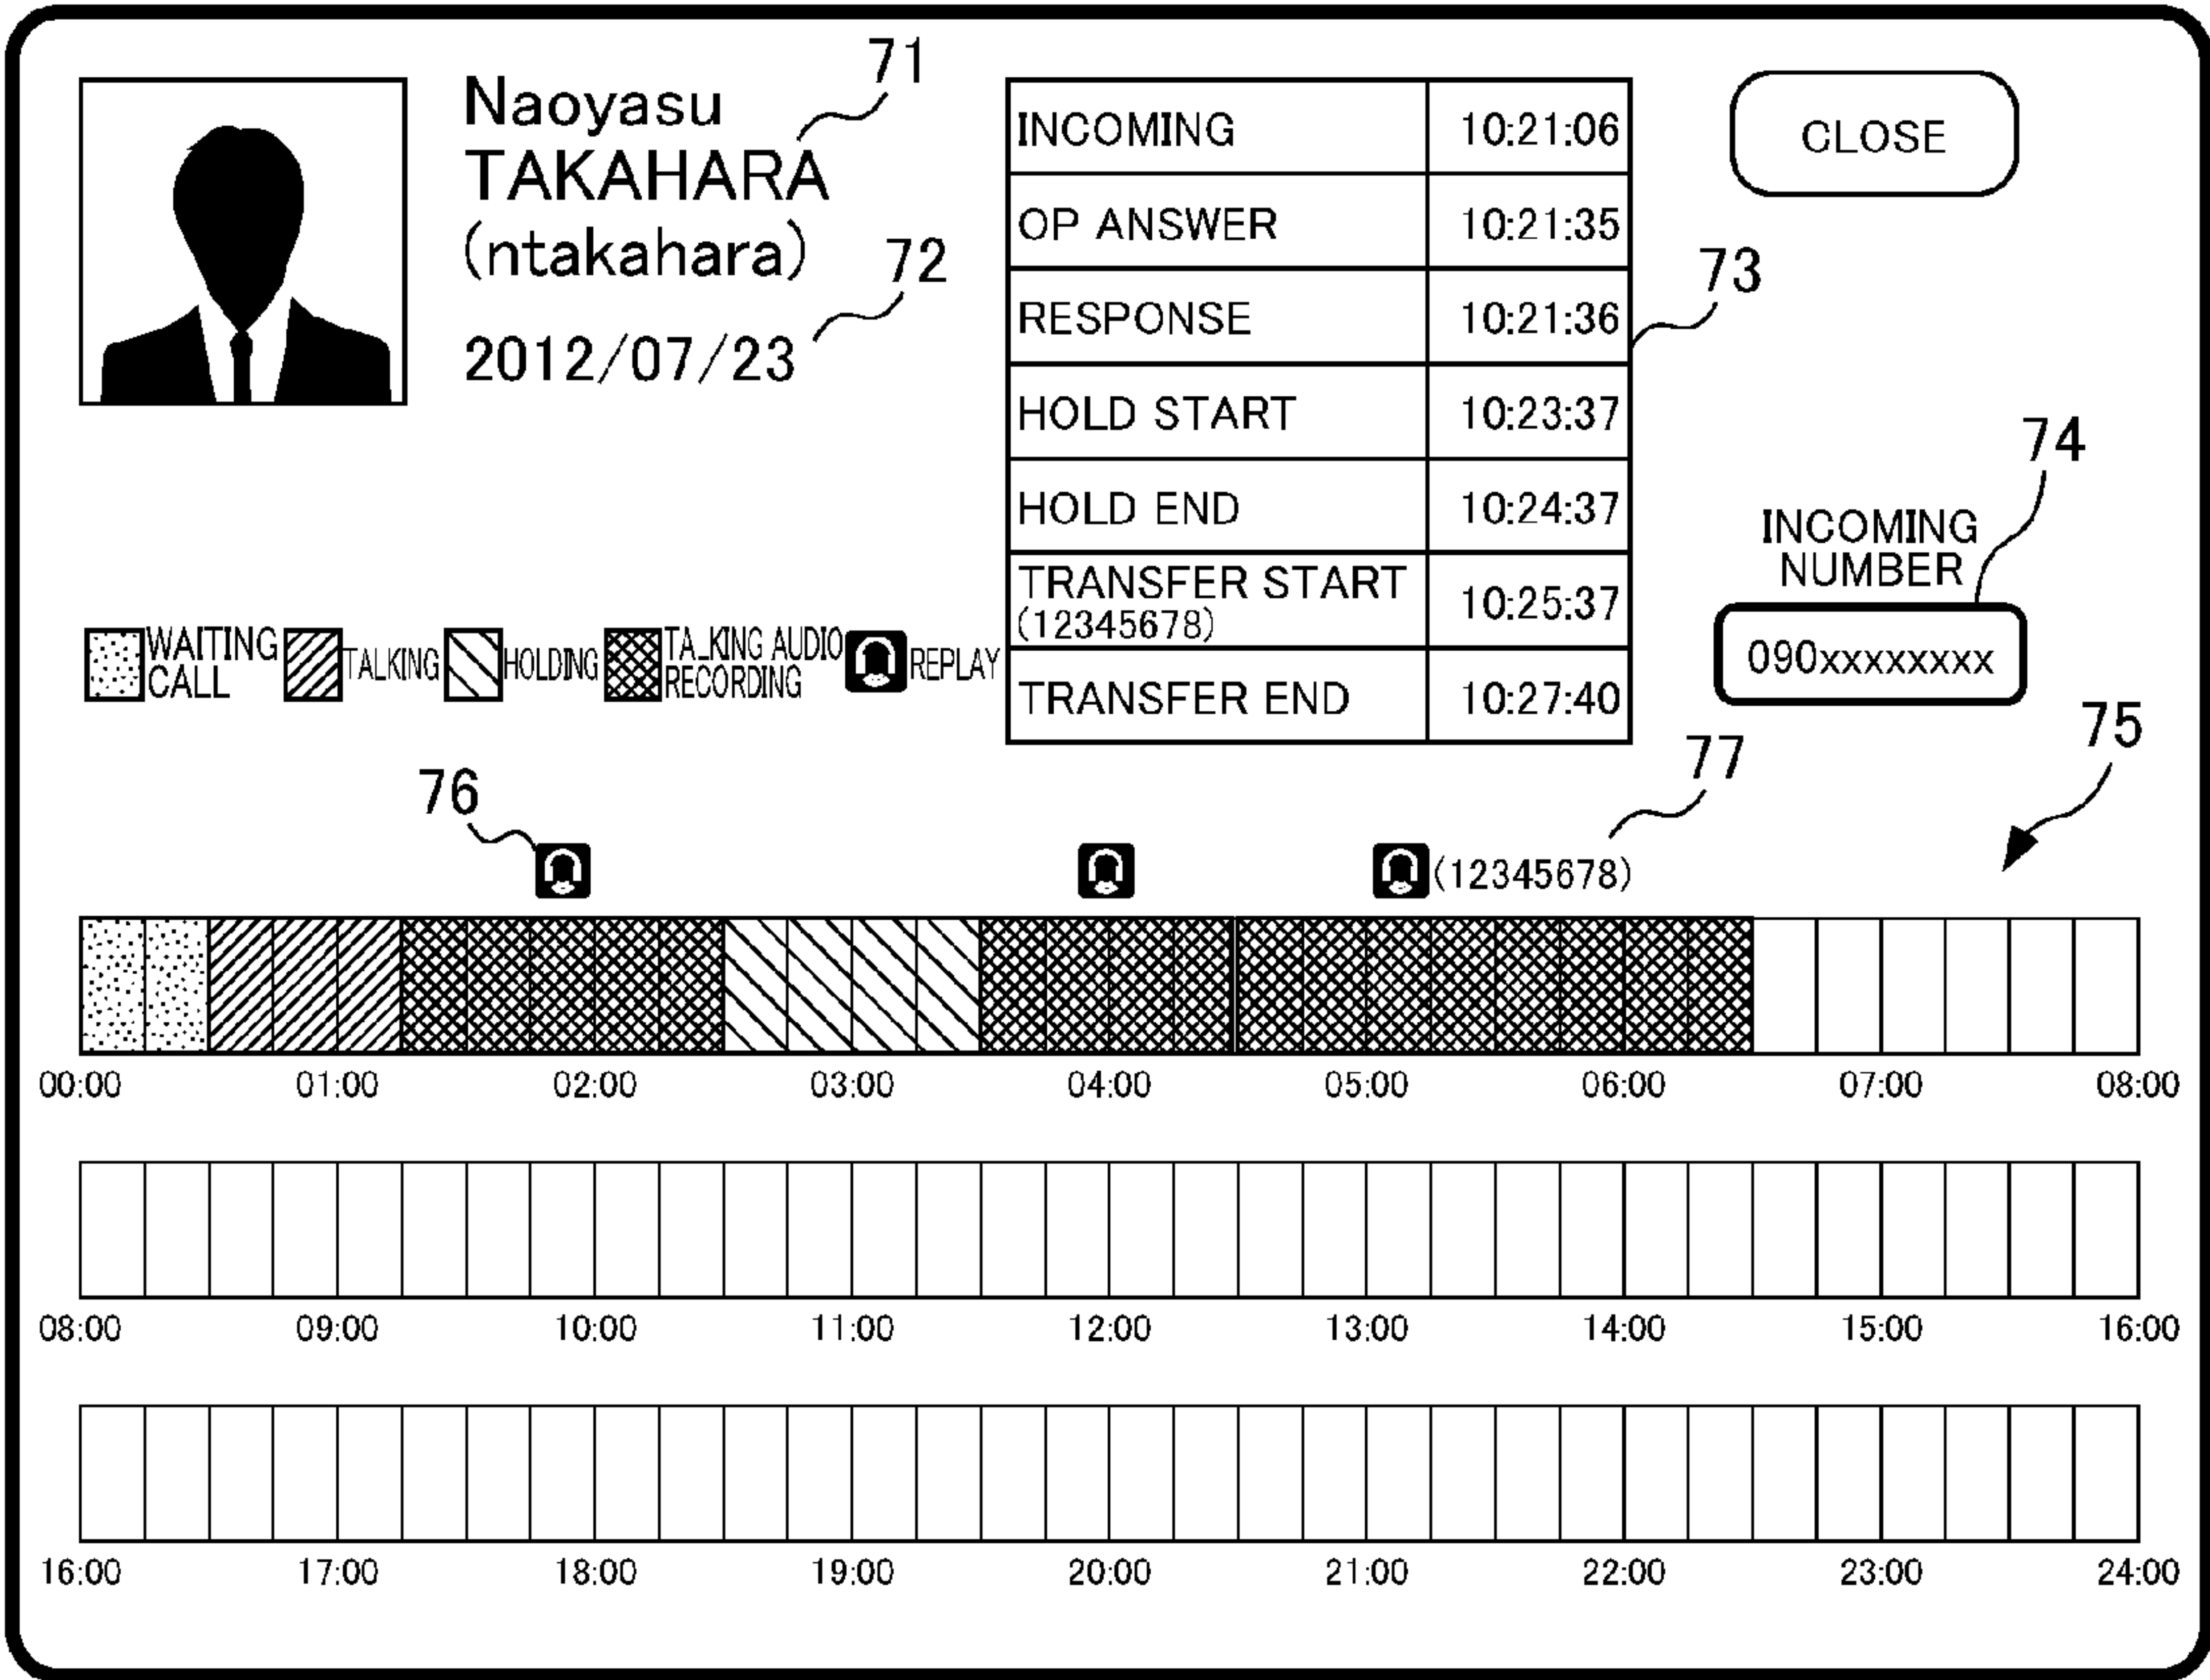 71
Naoyasu
TAKAHARA
(ntakahara)
72
2012/07/23
INCOMING 10:21:06
OP ANSWER 10:21:35
RESPONSE 10:21:36
HOLD START 10:23:37
HOLD END 10:24:37
TRANSFER START
(12345678) 10:25:37
TRANSFER END 10:27:40
CLOSE
73
74
INCOMING
NUMBER
090xxxxxxxx
WAITING
CALL
TALKING
HOLDING
TALKING AUDIO
RECORDING
REPLAY
75
76
77
(12345678)
00:00 01:00 02:00 03:00 04:00 05:00 06:00 07:00 08:00
08:00 09:00 10:00 11:00 12:00 13:00 14:00 15:00 16:00
16:00 17:00 18:00 19:00 20:00 21:00 22:00 23:00 24:00